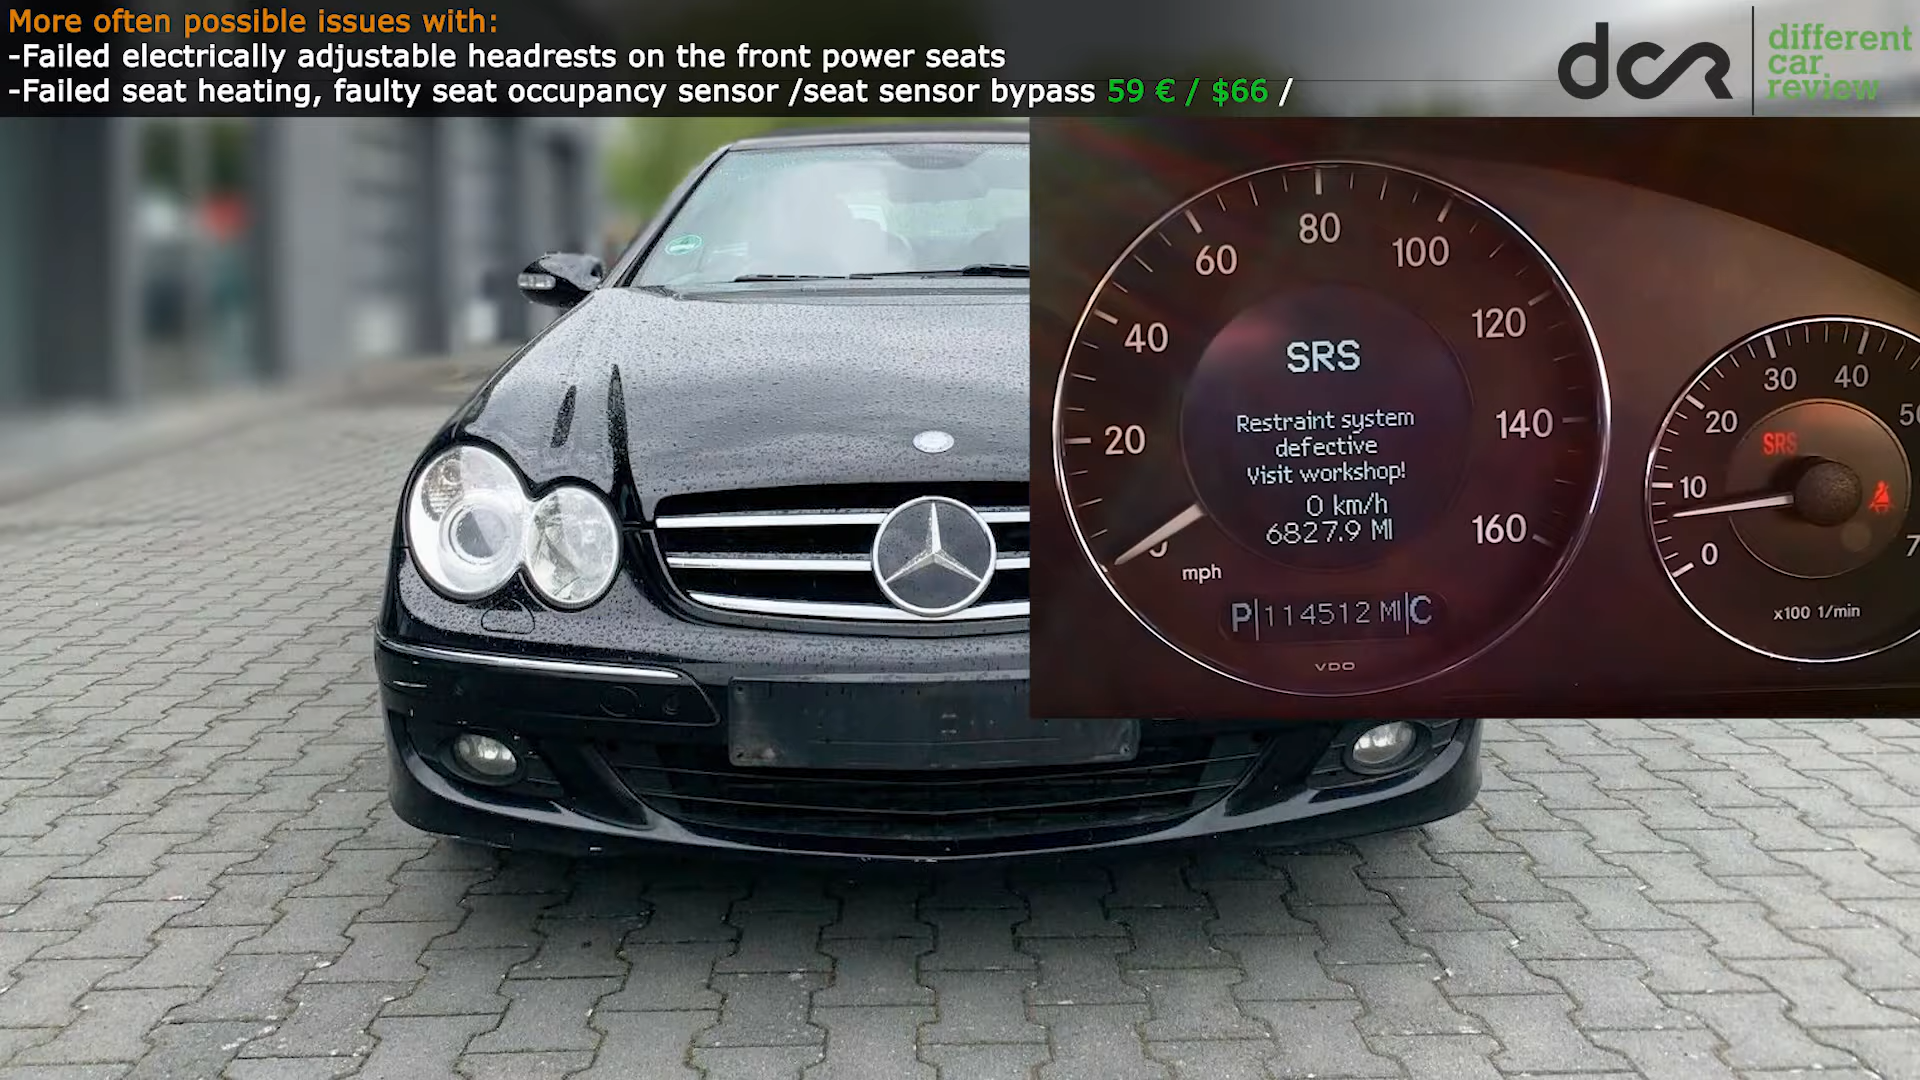 More often possible issues with:
-Failed electrically adjustable headrests on the front power seats
-Failed seat heating, faulty seat occupancy sensor /seat sensor bypass 59 € / $66 /
dcr
different
car
review
80
60
100
40
120
20
140
160
0
mph
SRS
Restraint system
defective
Visit workshop!
0 km/h
6827.9 MI
P|114512 MI|C
VDO
30
40
20
50
SRS
10
0
7
x100 1/min